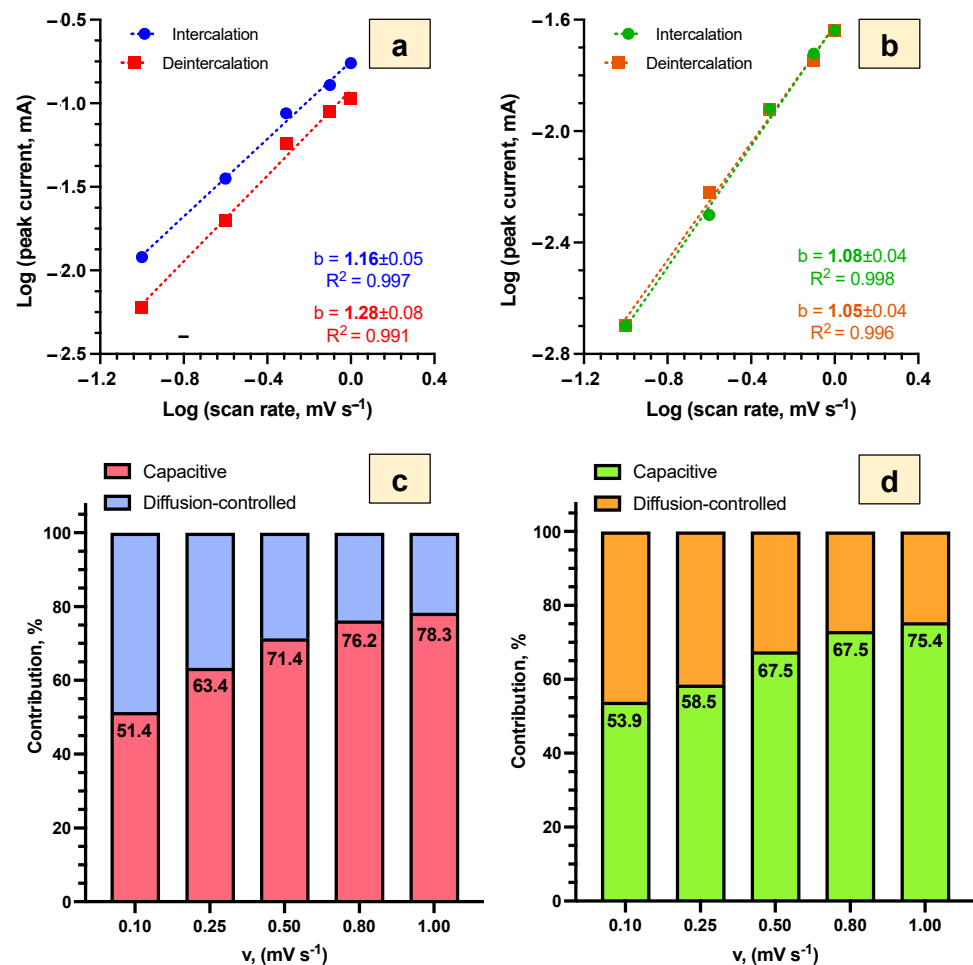 Intercalation
Deintercalation
a
Log (peak current, mA)
−0.5
−1.0
−1.5
−2.0
−2.5
b = 1.16±0.05
R² = 0.997
b = 1.28±0.08
R² = 0.991
−1.2 −0.8 −0.4 0.0 0.4
Log (scan rate, mV s⁻¹)
Intercalation
Deintercalation
b
Log (peak current, mA)
−1.6
−2.0
−2.4
−2.8
b = 1.08±0.04
R² = 0.998
b = 1.05±0.04
R² = 0.996
−1.2 −0.8 −0.4 0.0 0.4
Log (scan rate, mV s⁻¹)
Capacitive
Diffusion-controlled
c
Contribution, %
100
80
60
40
20
0
51.4 63.4 71.4 76.2 78.3
0.10 0.25 0.50 0.80 1.00
v, (mV s⁻¹)
Capacitive
Diffusion-controlled
d
Contribution, %
100
80
60
40
20
0
53.9 58.5 67.5 67.5 75.4
0.10 0.25 0.50 0.80 1.00
v, (mV s⁻¹)